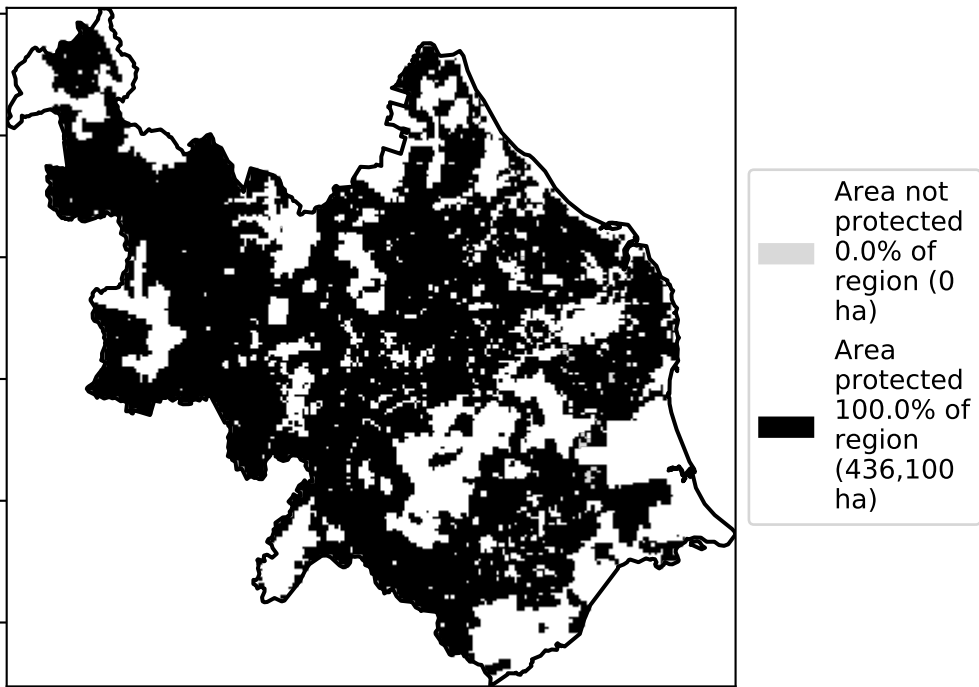 Area not
protected
0.0% of
region (0
ha)
Area
protected
100.0% of
region
(436,100
ha)